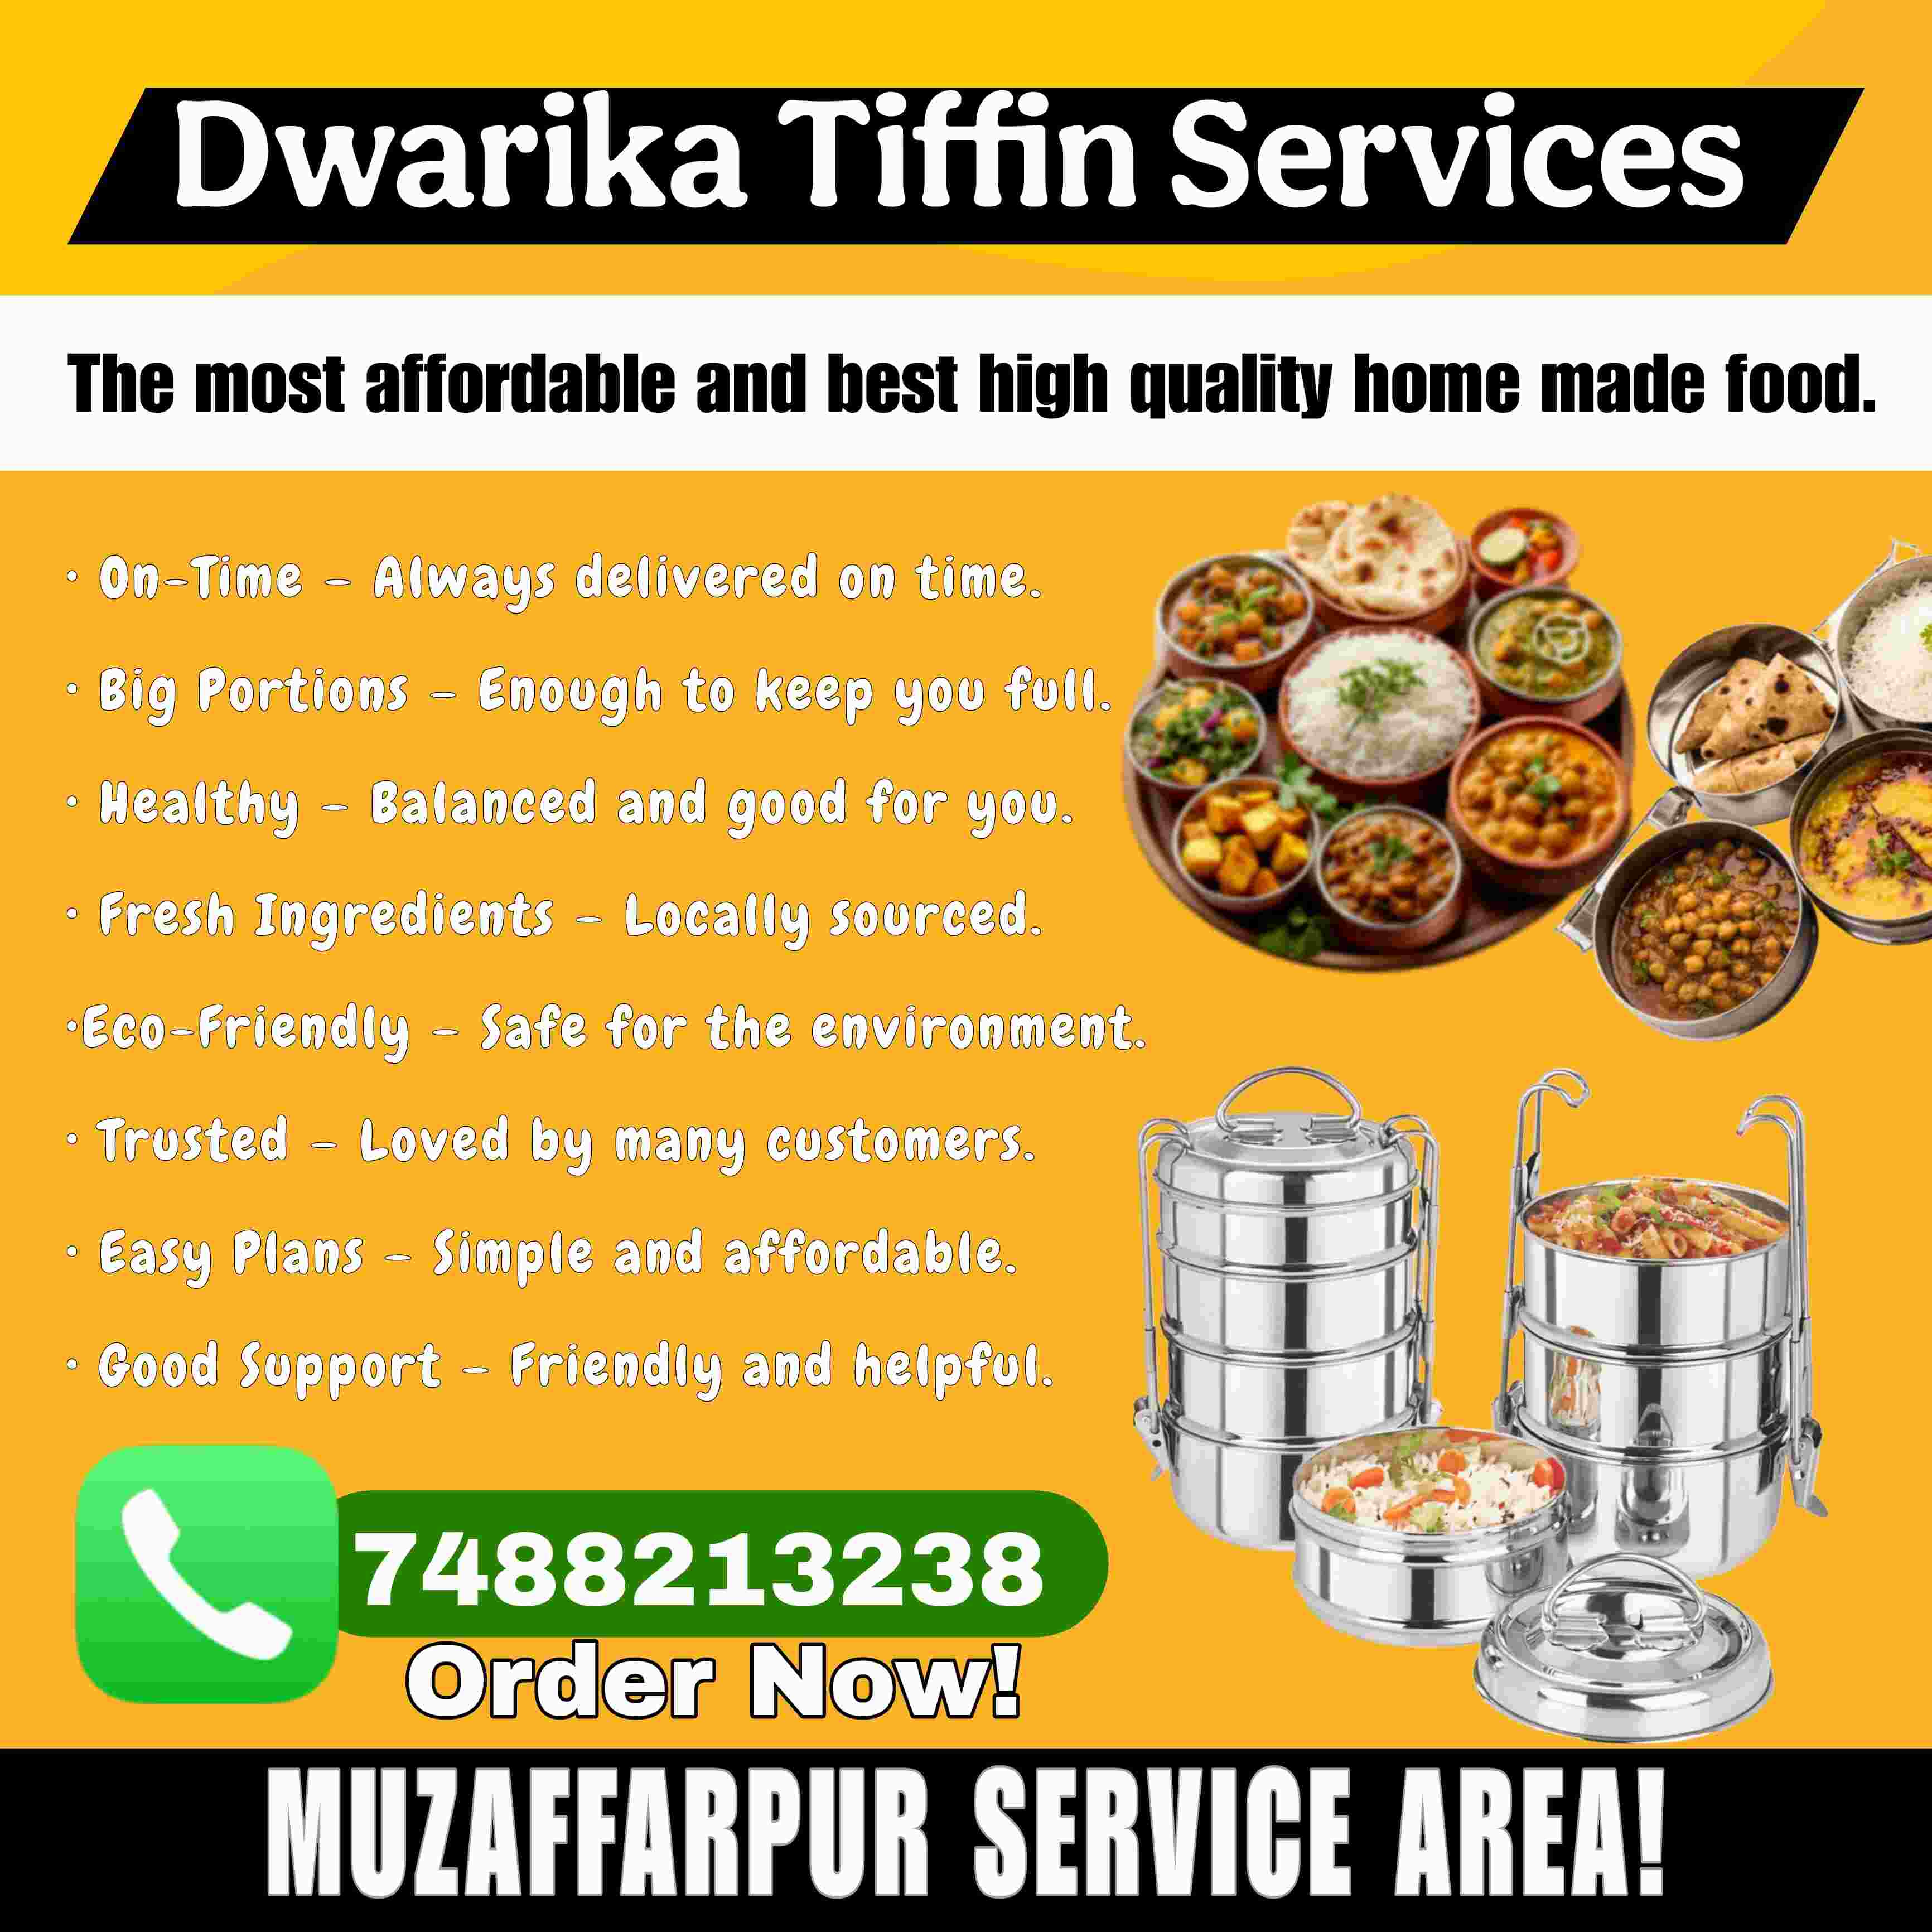 Dwarika Tiffin Services
The most affordable and best high quality home made food.
· On-Time – Always delivered on time.
· Big Portions – Enough to keep you full.
· Healthy – Balanced and good for you.
· Fresh Ingredients – Locally sourced.
·Eco-Friendly – Safe for the environment.
· Trusted – Loved by many customers.
· Easy Plans – Simple and affordable.
· Good Support – Friendly and helpful.
7488213238
Order Now!
MUZAFFARPUR SERVICE AREA!